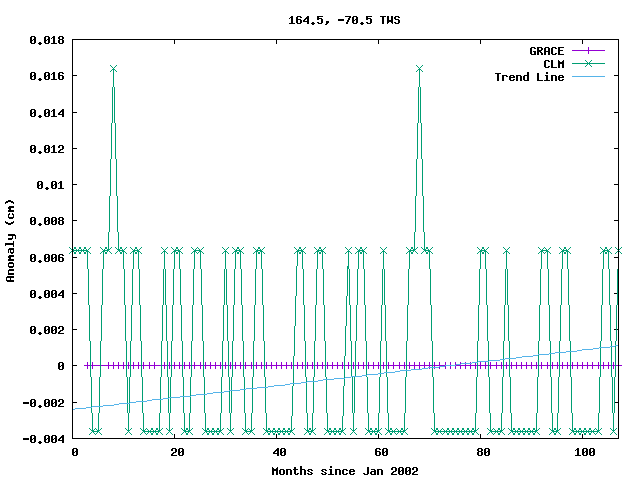 164.5, -70.5 TWS
GRACE
CLM
Trend Line
0.018
0.016
0.014
0.012
0.01
0.008
0.006
0.004
0.002
0
-0.002
-0.004
Anomaly (cm)
0 20 40 60 80 100
Months since Jan 2002